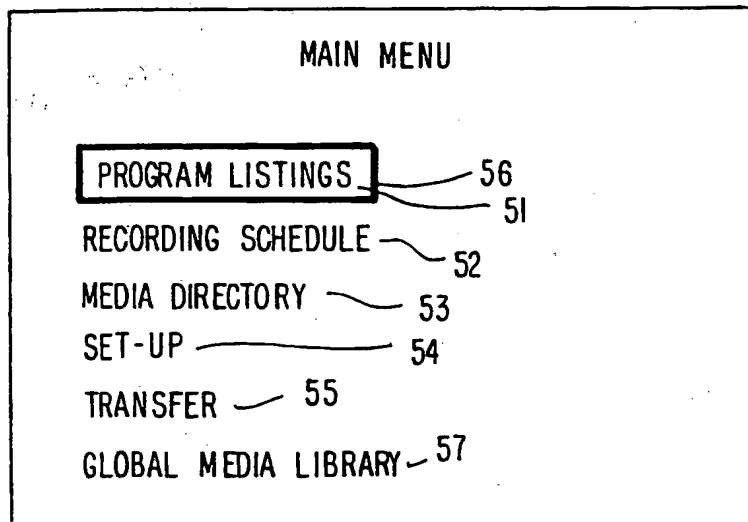 MAIN MENU
PROGRAM LISTINGS 56
51
RECORDING SCHEDULE 52
MEDIA DIRECTORY 53
SET-UP 54
TRANSFER 55
GLOBAL MEDIA LIBRARY 57